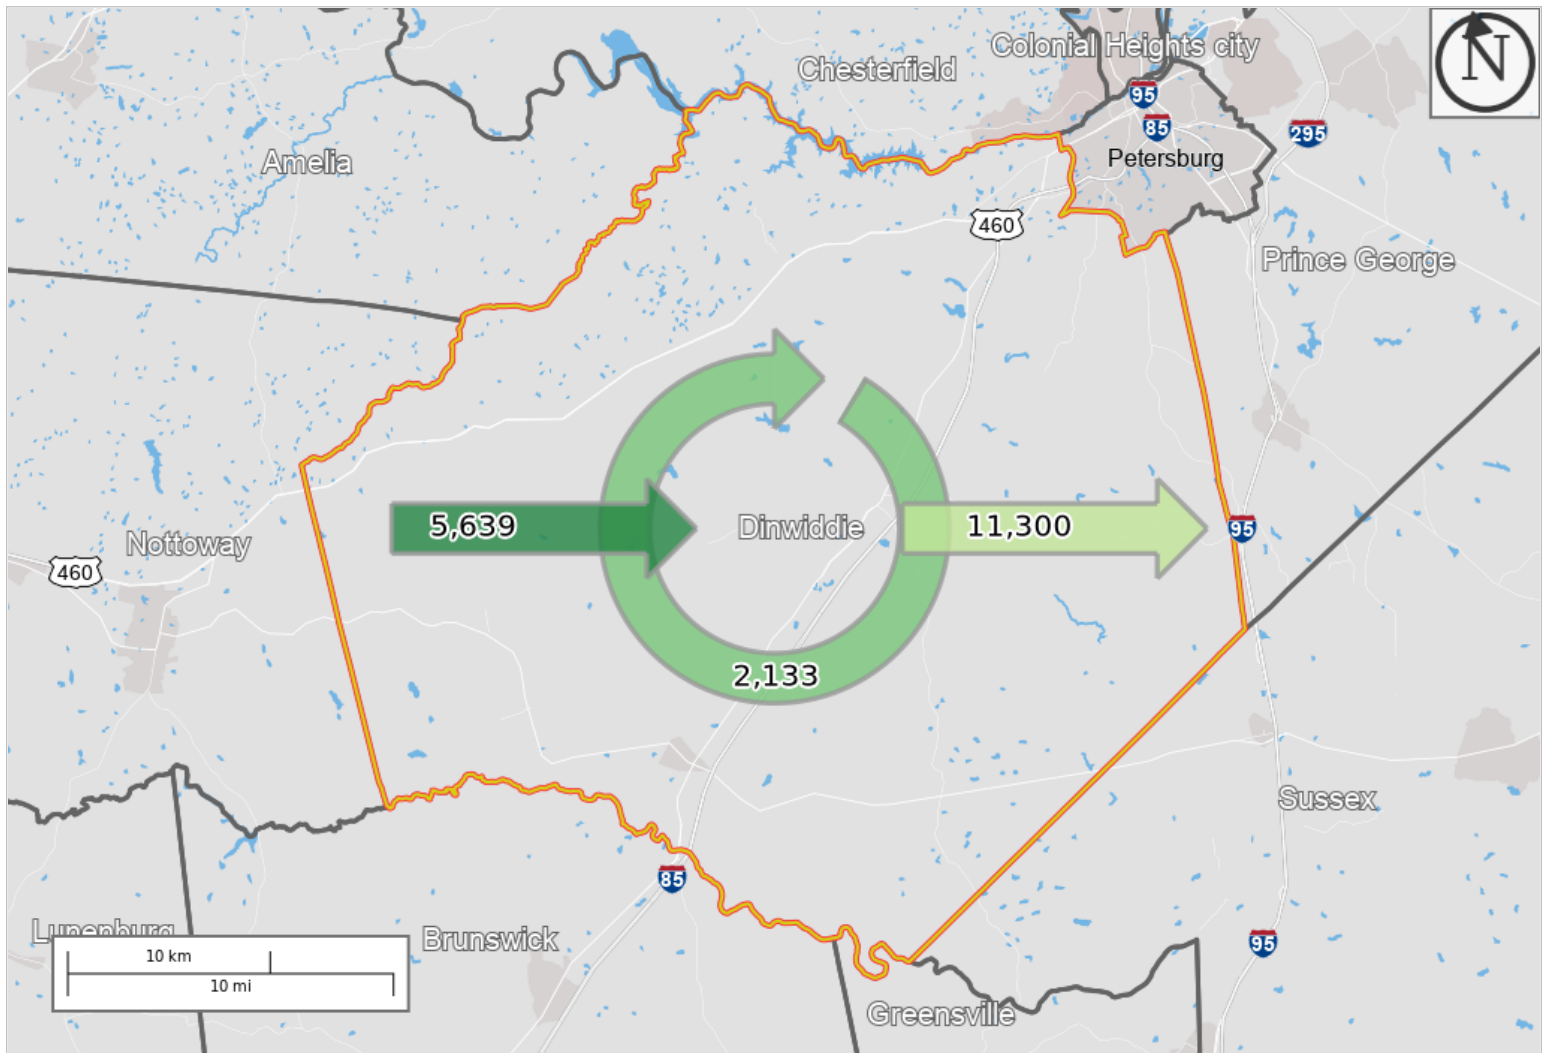 Colonial Heights city
N
Chesterfield
95
85
295
Petersburg
Amelia
460
Prince George
5,639
Dinwiddie
11,300
95
Nottoway
460
2,133
Sussex
85
Lunenburg
Brunswick
95
10 km
10 mi
Greensville